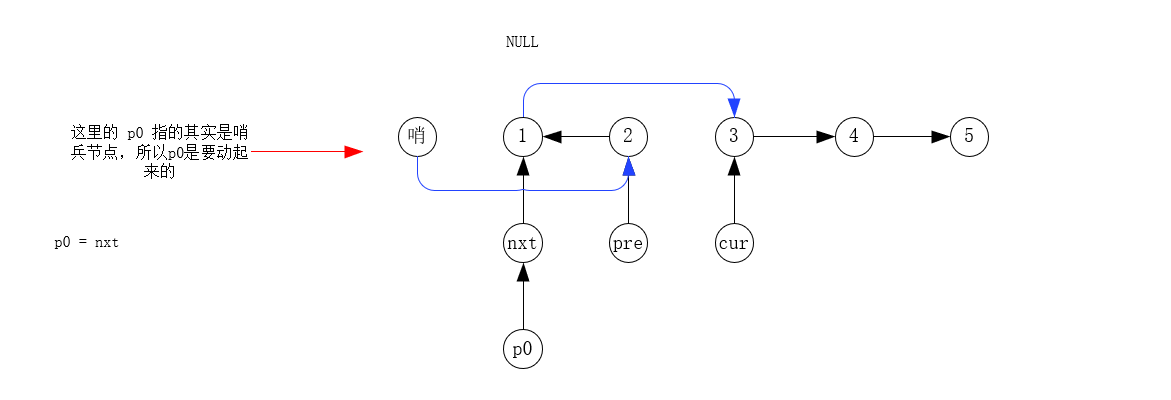 NULL
这里的 p0 指的其实是哨
兵节点，所以p0是要动起
来的
哨
1
2
3
4
5
p0 = nxt
nxt
pre
cur
p0